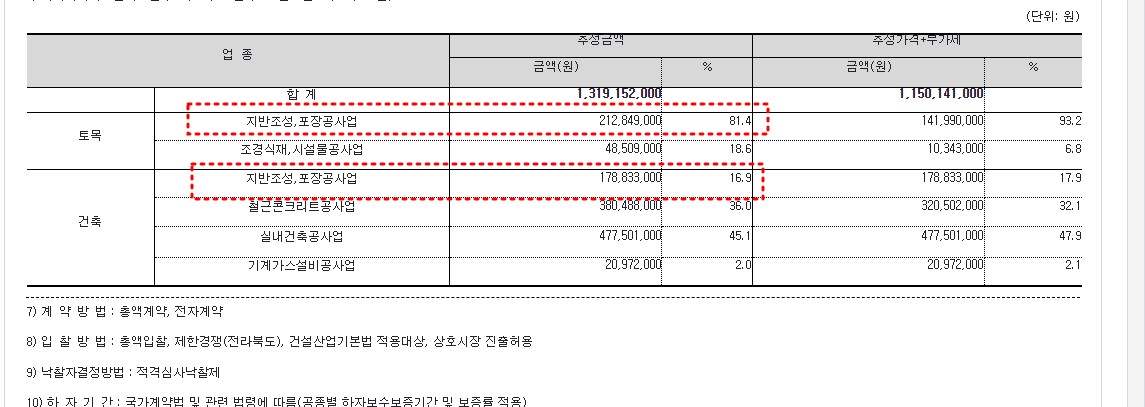 (단위: 원)
업 종 추정금액 추정가격+부가세
금액(원) % 금액(원) %
합 계 1,319,152,000 1,150,141,000
토목 지반조성,포장공사업 212,849,000 81.4 141,990,000 93.2
조경식재,시설물공사업 48,509,000 18.6 10,343,000 6.8
건축 지반조성,포장공사업 178,833,000 16.9 178,833,000 17.9
철근콘크리트공사업 380,488,000 36.0 320,502,000 32.1
실내건축공사업 477,501,000 45.1 477,501,000 47.9
기계가스설비공사업 20,972,000 2.0 20,972,000 2.1
7) 계 약 방 법 : 총액계약, 전자계약
8) 입 찰 방 법 : 총액입찰, 제한경쟁(전라북도), 건설산업기본법 적용대상, 상호시장 진출허용
9) 낙찰자결정방법 : 적격심사낙찰제
10) 하 자 기 간 : 국가계약법 및 관련 법령에 따름(공종별 하자보수보증기간 및 보증률 적용)